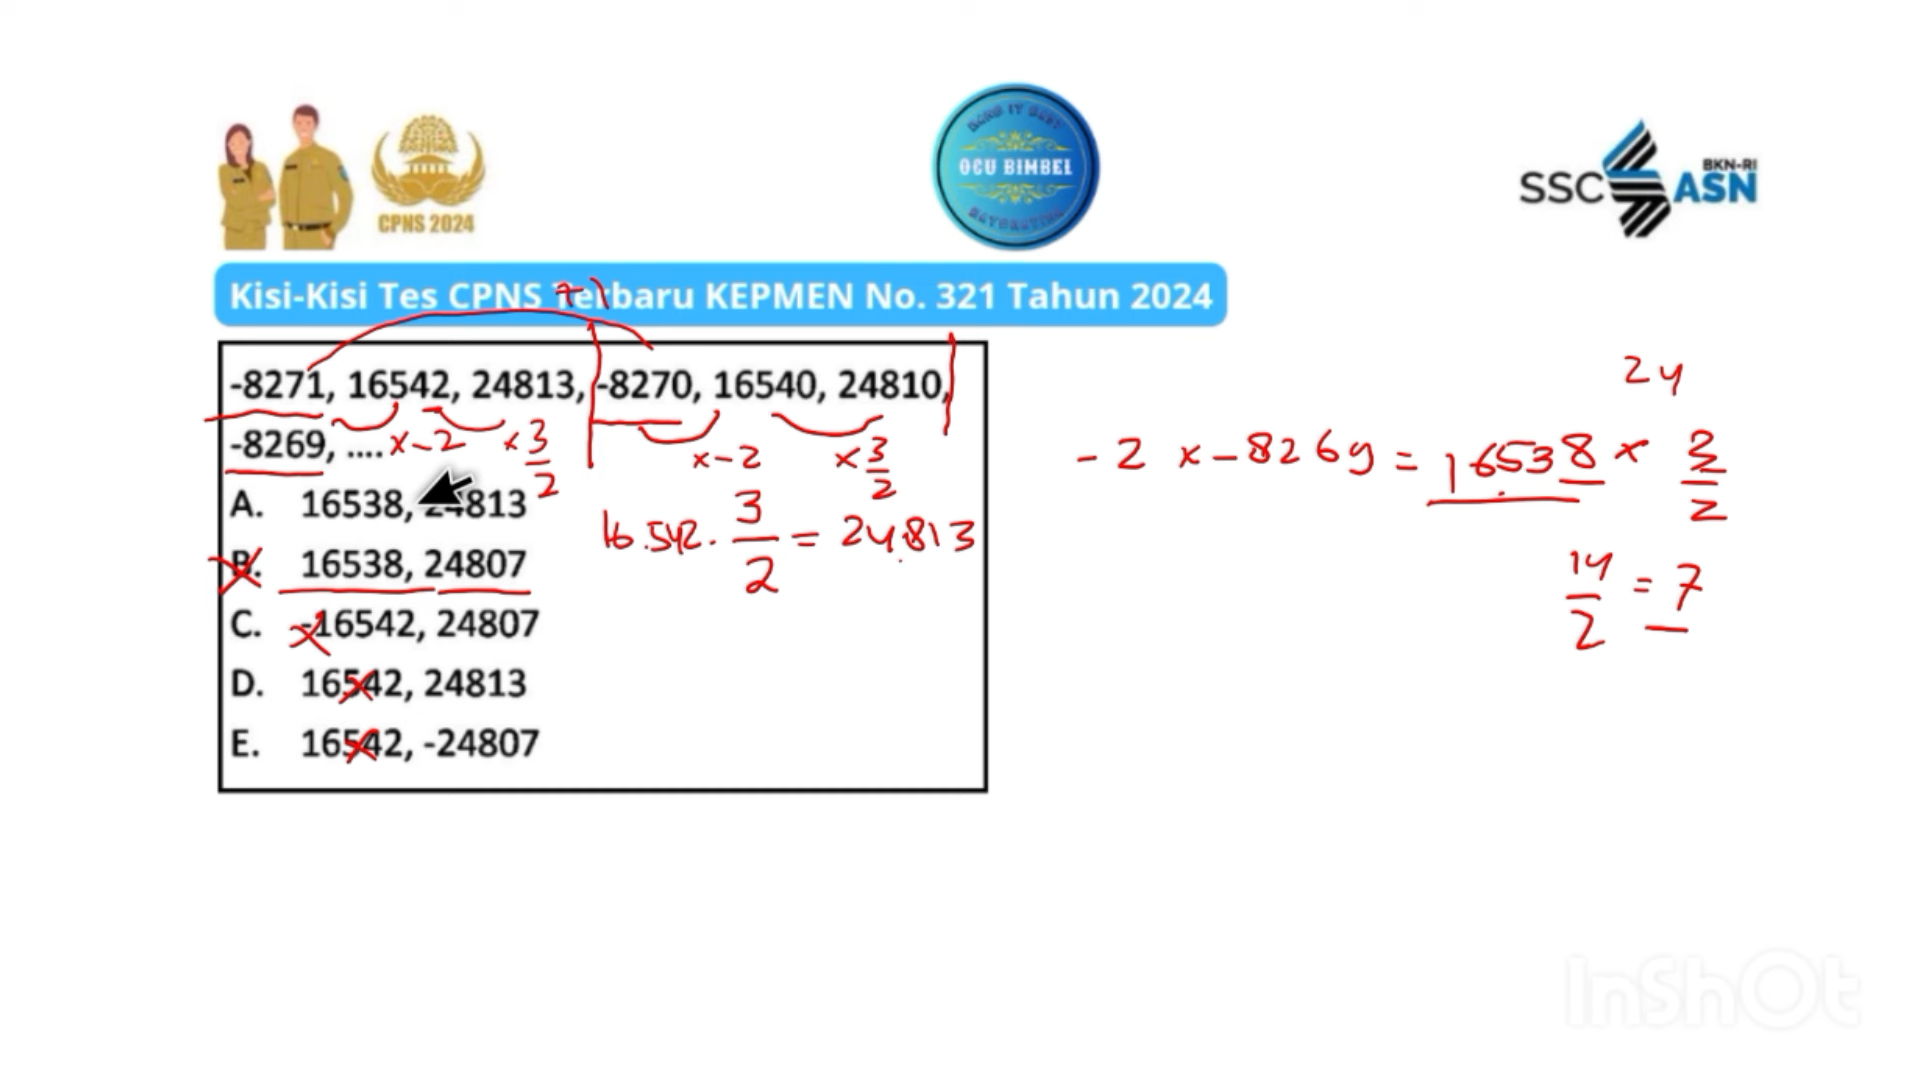 CPNS 2024
OCU BIMBEL
SSC ASN
BKN-RI
Kisi-Kisi Tes CPNS Terbaru KEPMEN No. 321 Tahun 2024
+1
-8271, 16542, 24813, -8270, 16540, 24810,
-8269, ....
x-2 x 3/2 x-2 x 3/2
A. 16538, 24813
B. 16538, 24807
C. -16542, 24807
D. 16542, 24813
E. 16542, -24807
16.542 . 3/2 = 24.813
24
-2 x -8269 = 16538 x 3/2
14/2 = 7
InShOt